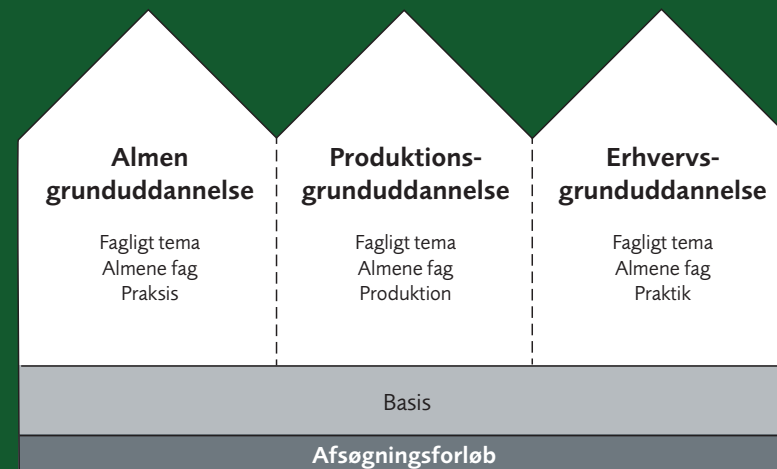 Almen
grunduddannelse
Fagligt tema
Almene fag
Praksis
Produktions-
grunduddannelse
Fagligt tema
Almene fag
Produktion
Erhvervs-
grunduddannelse
Fagligt tema
Almene fag
Praktik
Basis
Afsøgningsforløb